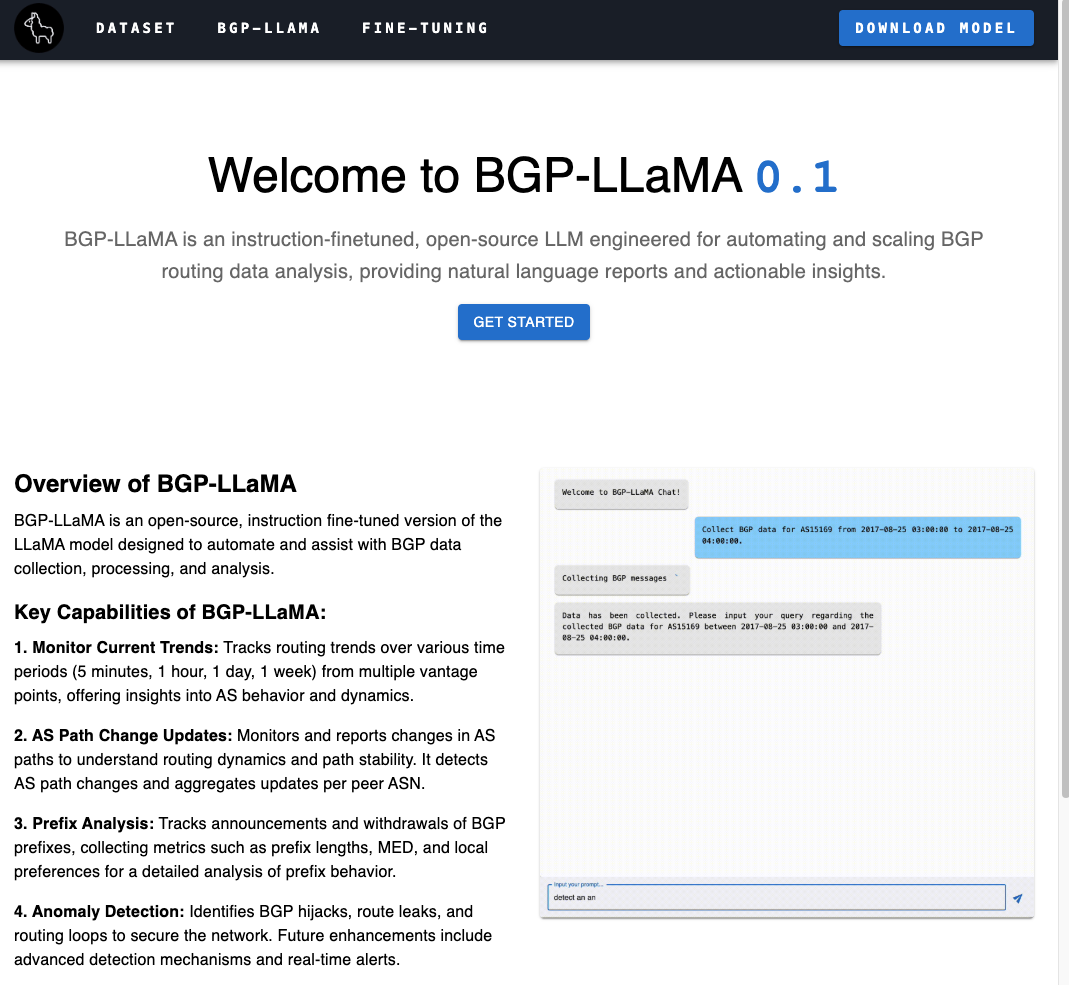 DATASET BGP-LLAMA FINE-TUNING DOWNLOAD MODEL
Welcome to BGP-LLaMA 0.1
BGP-LLaMA is an instruction-finetuned, open-source LLM engineered for automating and scaling BGP
routing data analysis, providing natural language reports and actionable insights.
GET STARTED
Overview of BGP-LLaMA
BGP-LLaMA is an open-source, instruction fine-tuned version of the
LLaMA model designed to automate and assist with BGP data
collection, processing, and analysis.
Key Capabilities of BGP-LLaMA:
1. Monitor Current Trends: Tracks routing trends over various time
periods (5 minutes, 1 hour, 1 day, 1 week) from multiple vantage
points, offering insights into AS behavior and dynamics.
2. AS Path Change Updates: Monitors and reports changes in AS
paths to understand routing dynamics and path stability. It detects
AS path changes and aggregates updates per peer ASN.
3. Prefix Analysis: Tracks announcements and withdrawals of BGP
prefixes, collecting metrics such as prefix lengths, MED, and local
preferences for a detailed analysis of prefix behavior.
4. Anomaly Detection: Identifies BGP hijacks, route leaks, and
routing loops to secure the network. Future enhancements include
advanced detection mechanisms and real-time alerts.
Welcome to BGP-LLaMA Chat!
Collect BGP data for AS15169 from 2017-08-25 03:00:00 to 2017-08-25
04:00:00.
Collecting BGP messages
Data has been collected. Please input your query regarding the
collected BGP data for AS15169 between 2017-08-25 03:00:00 and 2017-
08-25 04:00:00.
Input your prompt...
detect an an